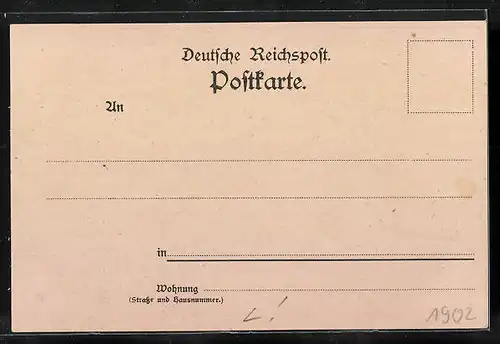 Deutsche Reichspost.
Postkarte.
An
in
Wohnung
(Straße und Hausnummer.)
L! 1902